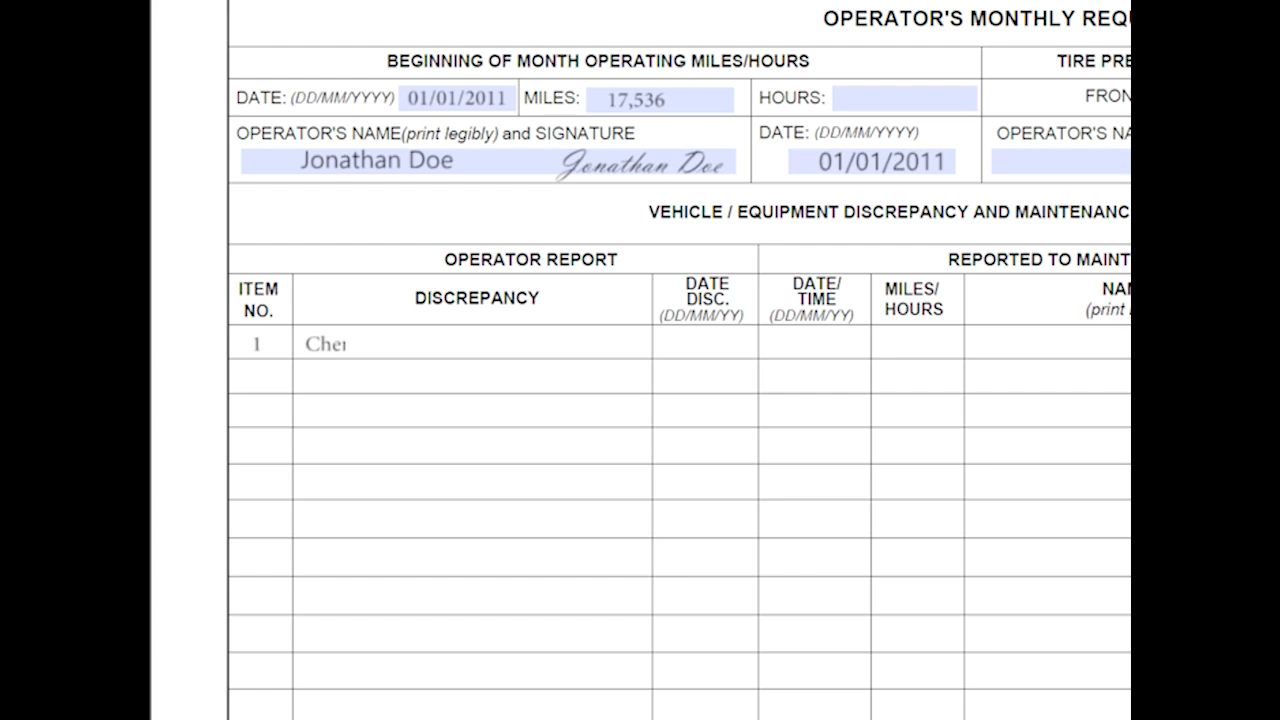 OPERATOR'S MONTHLY REQU
BEGINNING OF MONTH OPERATING MILES/HOURS
TIRE PRE
DATE: (DD/MM/YYYY) 01/01/2011 MILES: 17,536 HOURS:
FRON
OPERATOR'S NAME(print legibly) and SIGNATURE
DATE: (DD/MM/YYYY)
OPERATOR'S NA
Jonathan Doe Jonathan Doe 01/01/2011
VEHICLE / EQUIPMENT DISCREPANCY AND MAINTENANC
OPERATOR REPORT
REPORTED TO MAINT
ITEM NO.
DISCREPANCY
DATE DISC. (DD/MM/YY)
DATE/ TIME (DD/MM/YY)
MILES/ HOURS
NAM
(print
1 Che